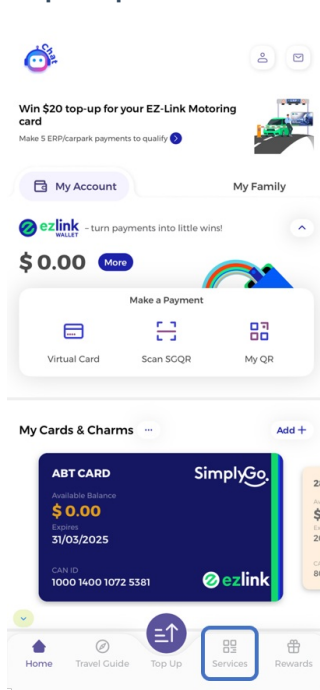 Chat
Win $20 top-up for your EZ-Link Motoring
card
Make 5 ERP/carpark payments to qualify
My Account
My Family
ezlink
WALLET
- turn payments into little wins!
$ 0.00
More
Make a Payment
Virtual Card
Scan SGQR
My QR
My Cards & Charms
...
Add +
ABT CARD
SimplyGo.
Available Balance
$ 0.00
Expires
31/03/2025
CAN ID
1000 1400 1072 5381
ezlink
Home
Travel Guide
Top Up
Services
Rewards